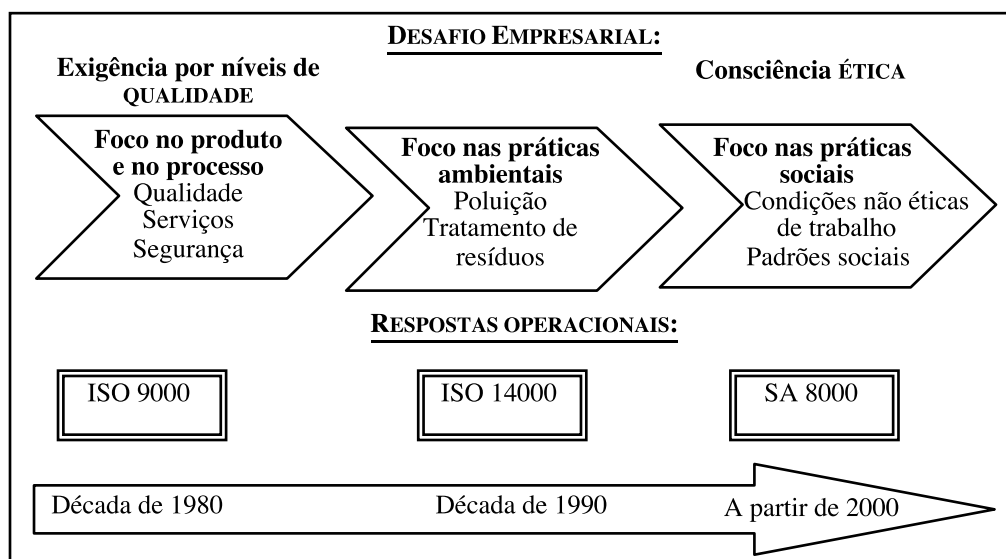 DESAFIO EMPRESARIAL:
Exigência por níveis de
QUALIDADE
Consciência ÉTICA
Foco no produto
e no processo
Qualidade
Serviços
Segurança
Foco nas práticas
ambientais
Poluição
Tratamento de
resíduos
Foco nas práticas
sociais
Condições não éticas
de trabalho
Padrões sociais
RESPOSTAS OPERACIONAIS:
ISO 9000
ISO 14000
SA 8000
Década de 1980
Década de 1990
A partir de 2000